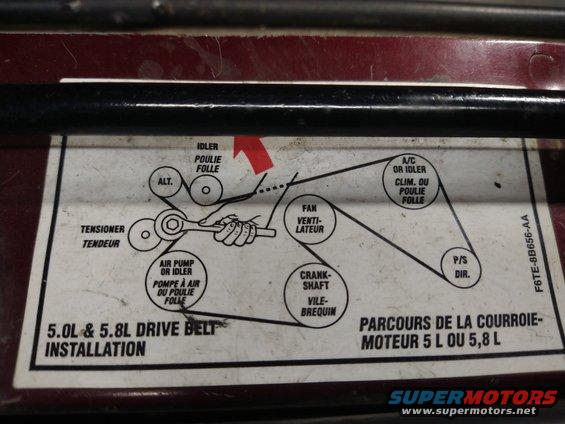 IDLER
POULIE
FOLLE
ALT.
A/C
OR IDLER
CLIM. OU
POULIE
FOLLE
TENSIONER
TENDEUR
FAN
VENTI-
LATEUR
AIR PUMP
OR IDLER
POMPE À AIR
OU POULIE
FOLLE
CRANK-
SHAFT
VILE-
BREQUIN
P/S
DIR.
F6TE-8B656-AA
5.0L & 5.8L DRIVE BELT
INSTALLATION
PARCOURS DE LA COURROIE-
MOTEUR 5 L OU 5,8 L
SUPERMOTORS
www.supermotors.net